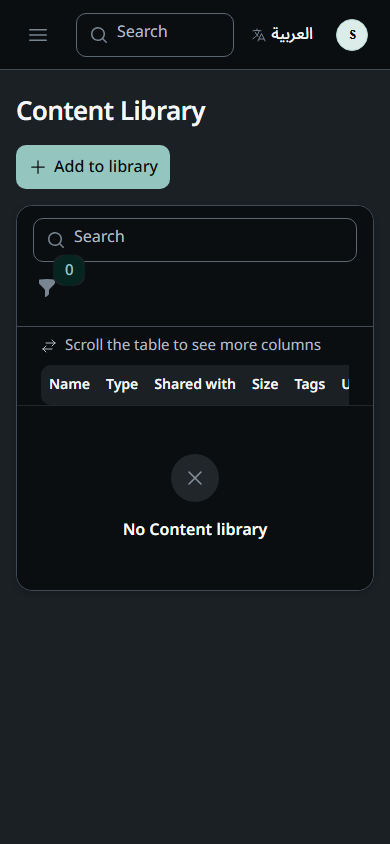 Search
العربية
S
Content Library
Add to library
Search
0
Scroll the table to see more columns
Name Type Shared with Size Tags
No Content library